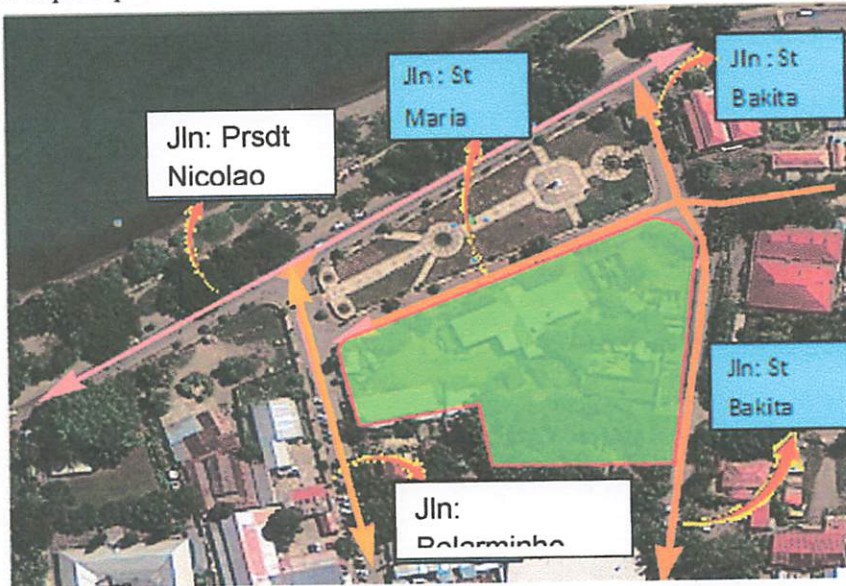 Jln : St
Maria
Jln : St
Bakita
Jln: Prsdt
Nicolao
Jln: St
Bakita
Jln: